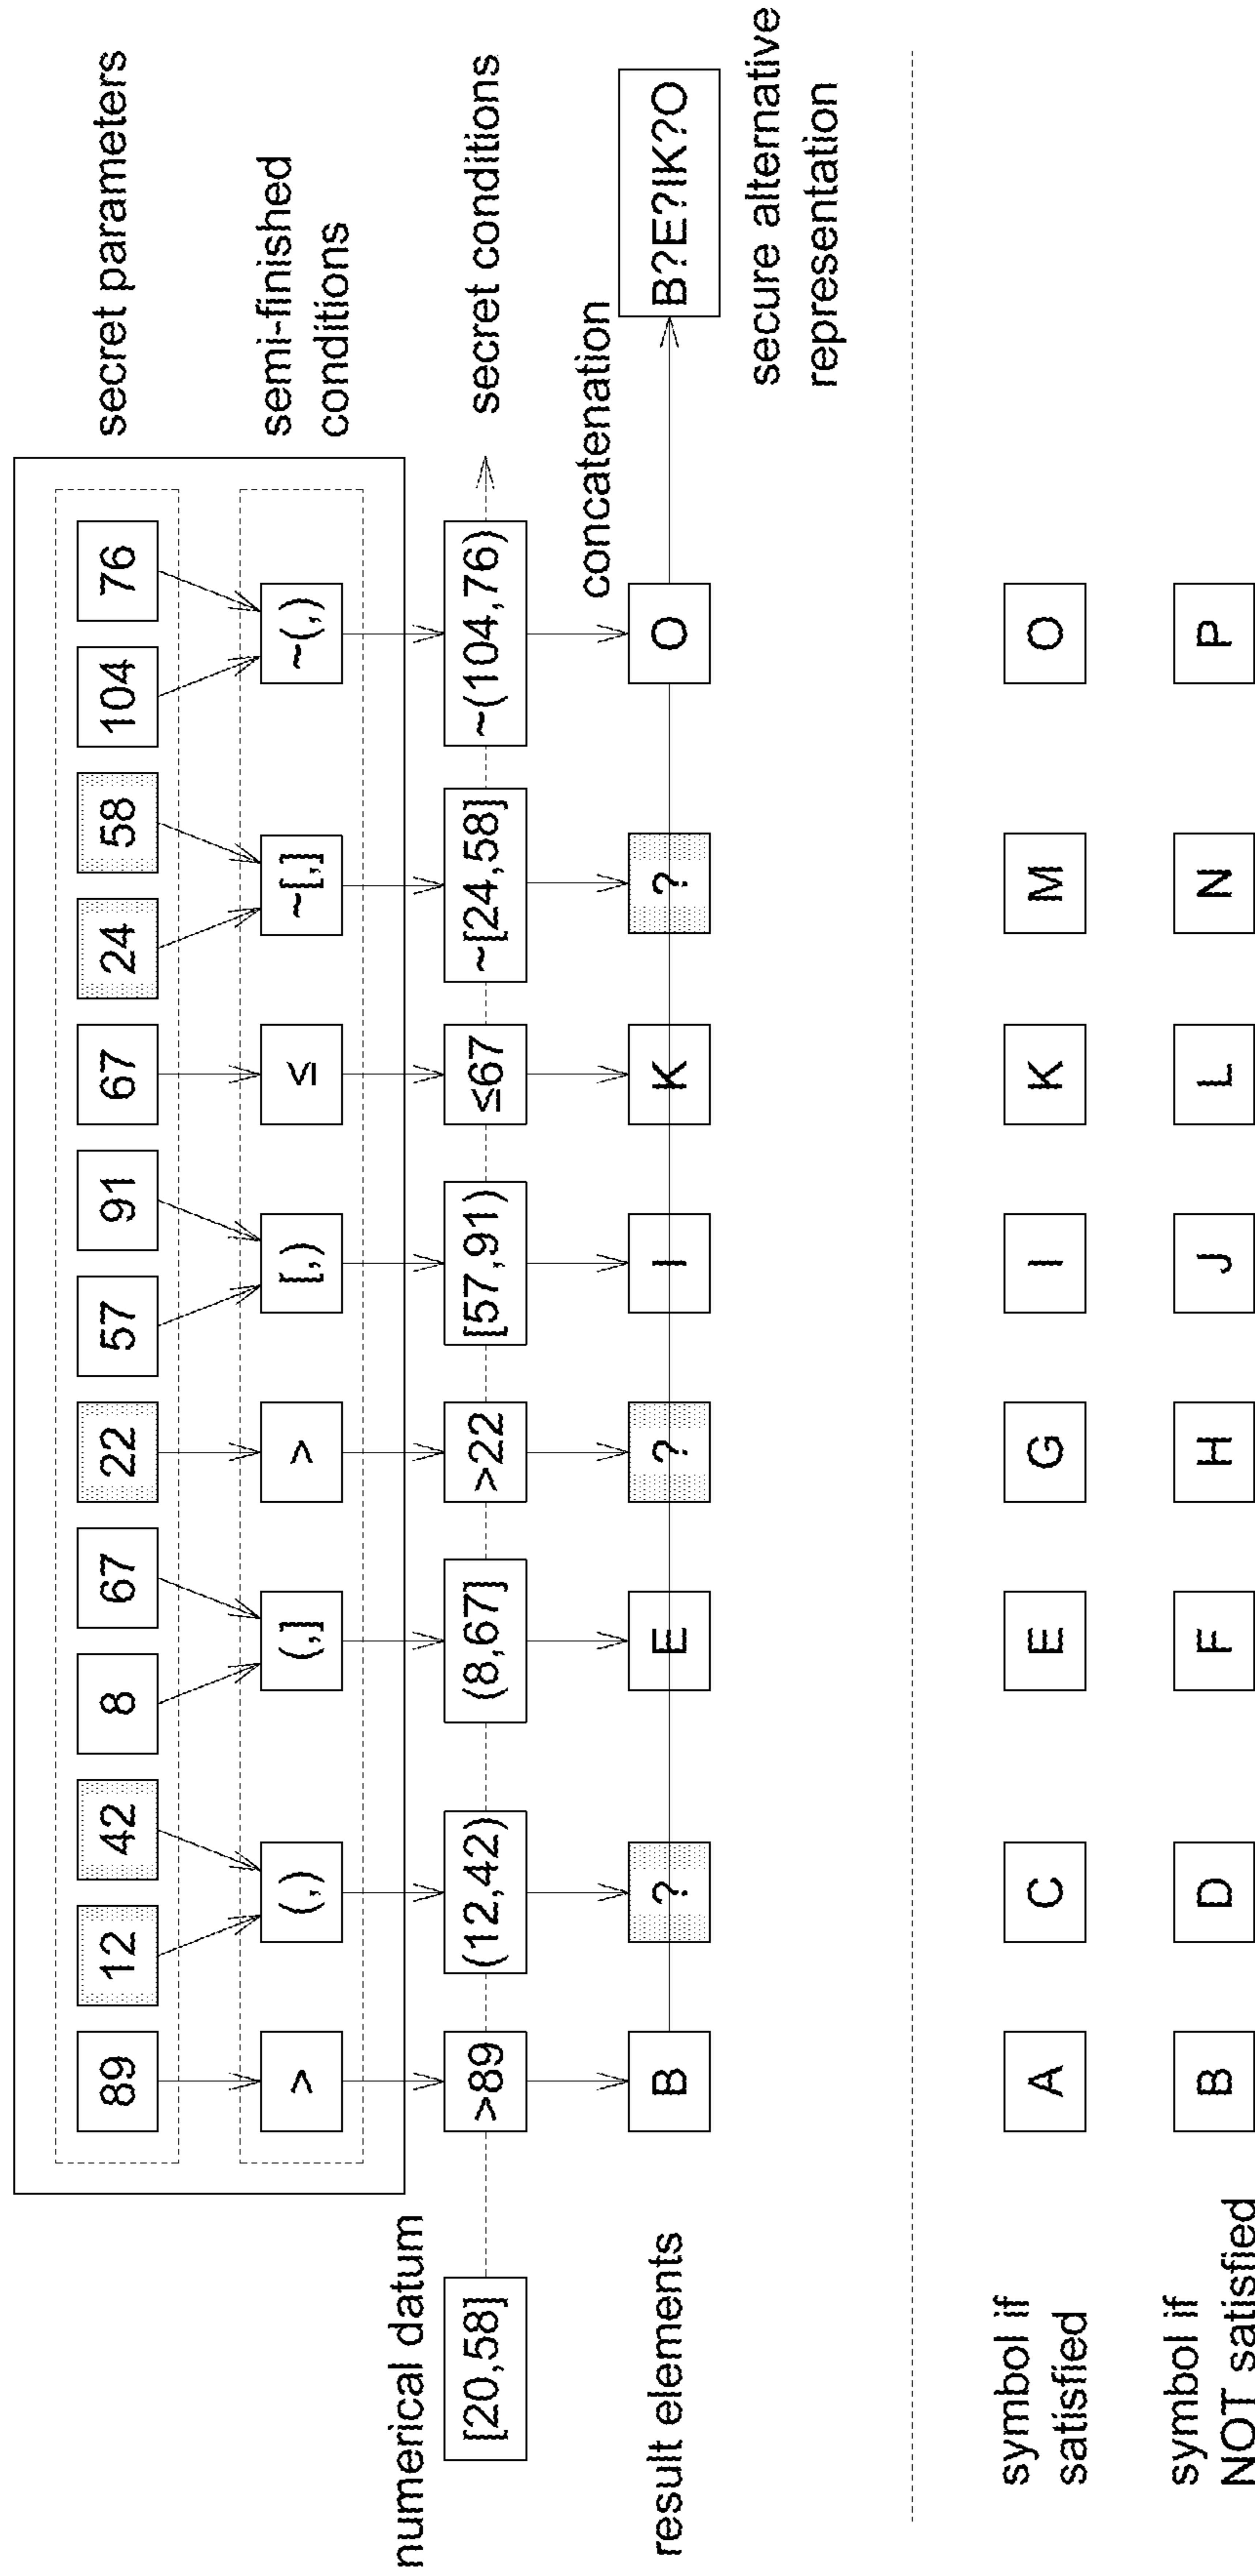 89 12 42 8 67 22 57 91 67 24 58 104 76 secret parameters
> (,) (,] > [,) ≤ ~[,] ~(,) semi-finished
conditions
numerical datum
[20,58] >89 (12,42) (8,67] >22 [57,91) ≤67 ~[24,58] ~(104,76) secret conditions
concatenation
result elements B ? E ? I K ? O B?E?IK?O
secure alternative
representation
symbol if
satisfied A C E G I K M O
symbol if
NOT satisfied B D F H J L N P